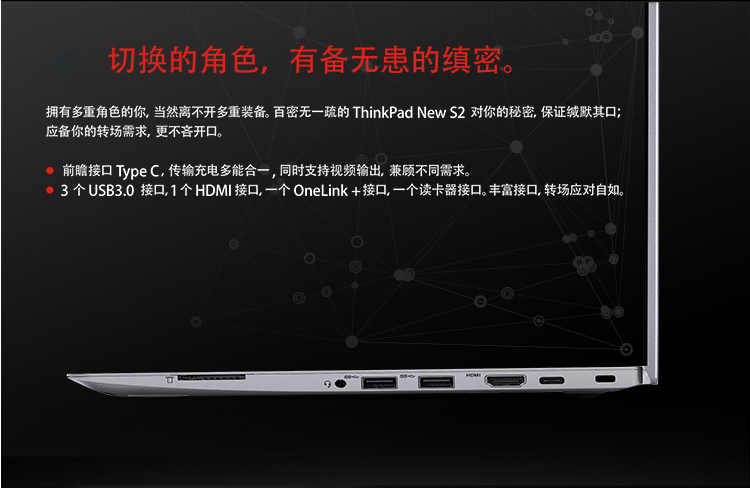 切换的角色，有备无患的缜密。
拥有多重角色的你，当然离不开多重装备。百密无一疏的 ThinkPad New S2 对你的秘密，保证缄默其口；
应备你的转场需求，更不吝开口。
前瞻接口 Type C，传输充电多能合一，同时支持视频输出，兼顾不同需求。
3 个 USB3.0 接口，1 个 HDMI 接口，一个 OneLink + 接口，一个读卡器接口。丰富接口，转场应对自如。
HDMI